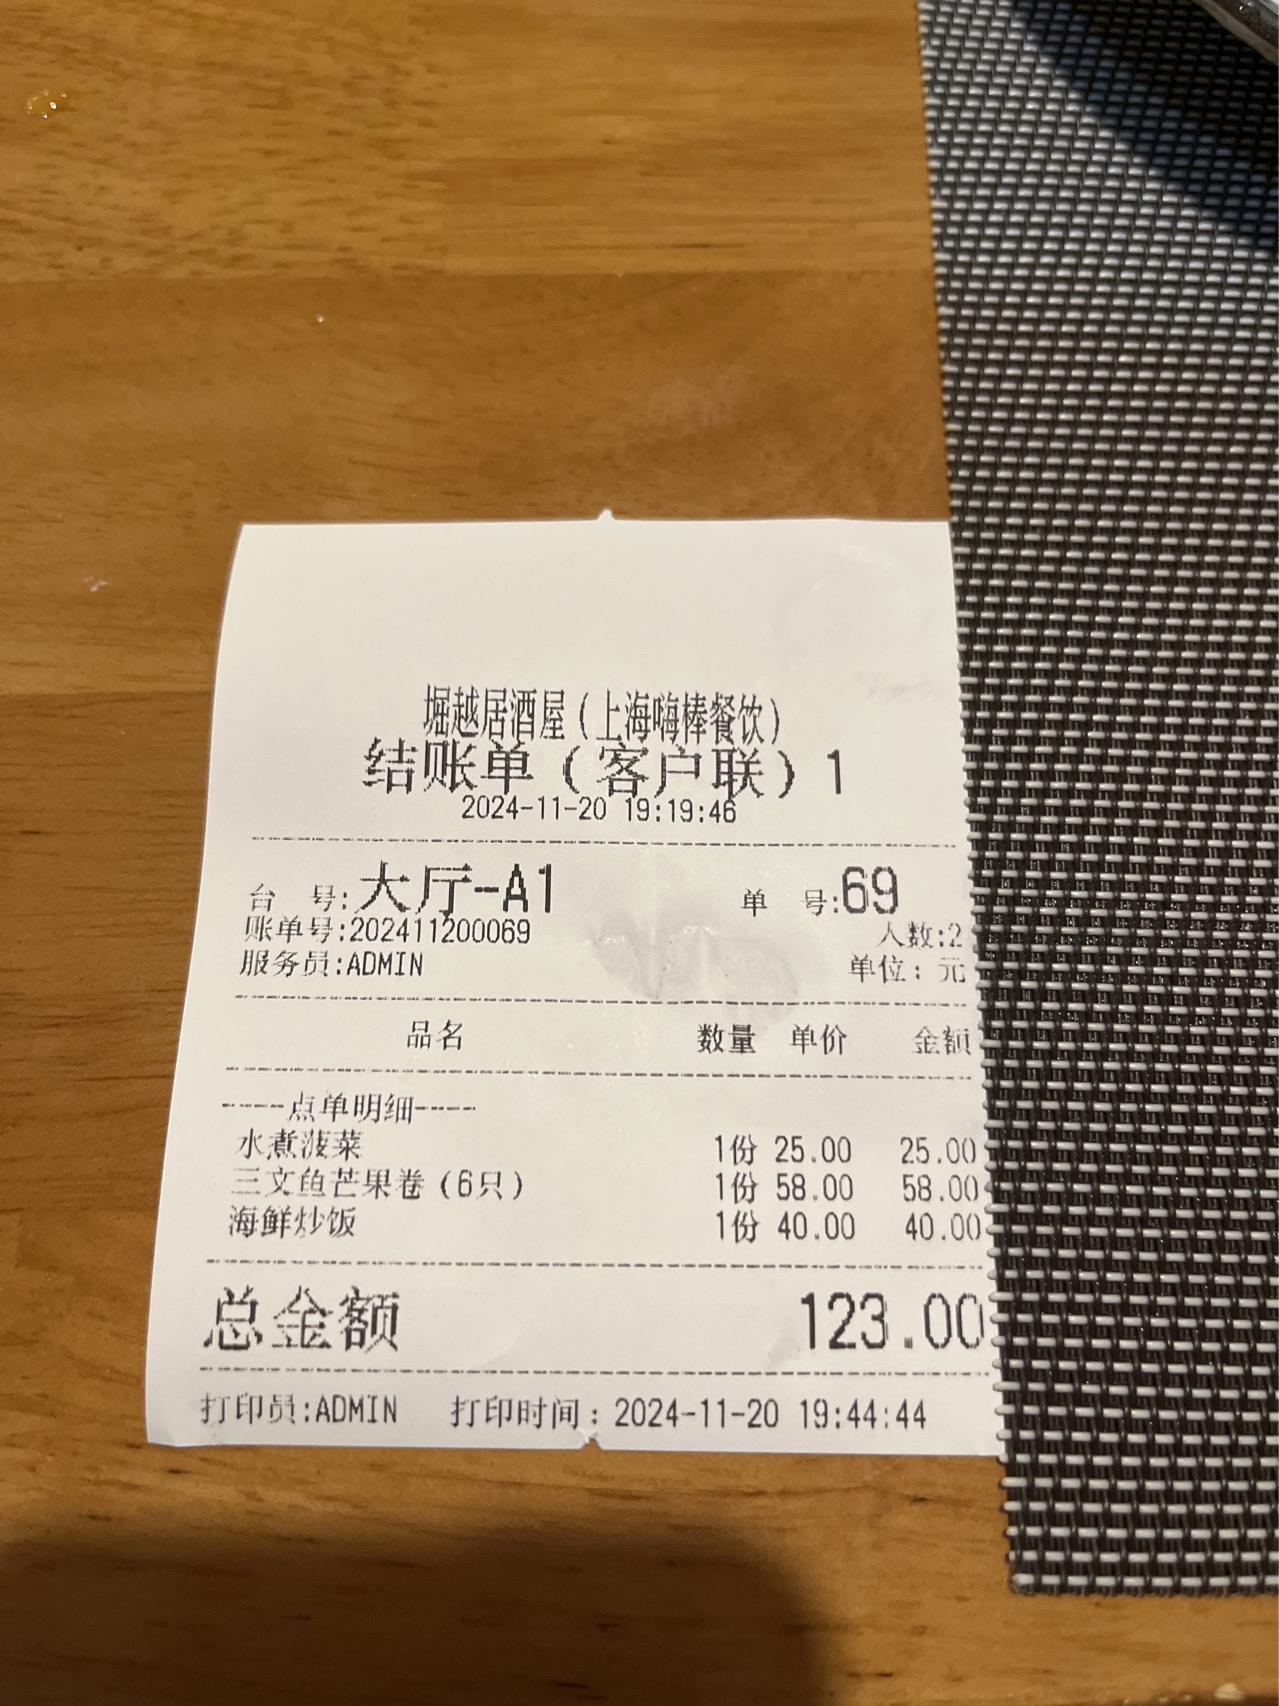 堀越居酒屋(上海嗨棒餐饮)
结账单(客户联)1
2024-11-20 19:19:46
台 号:大厅-A1 单 号:69
账单号:202411200069 人数:2
服务员:ADMIN 单位: 元
品名 数量 单价 金额
----点单明细----
水煮菠菜 1份 25.00 25.00
三文鱼芒果卷(6只) 1份 58.00 58.00
海鲜炒饭 1份 40.00 40.00
总金额 123.00
打印员:ADMIN 打印时间:2024-11-20 19:44:44